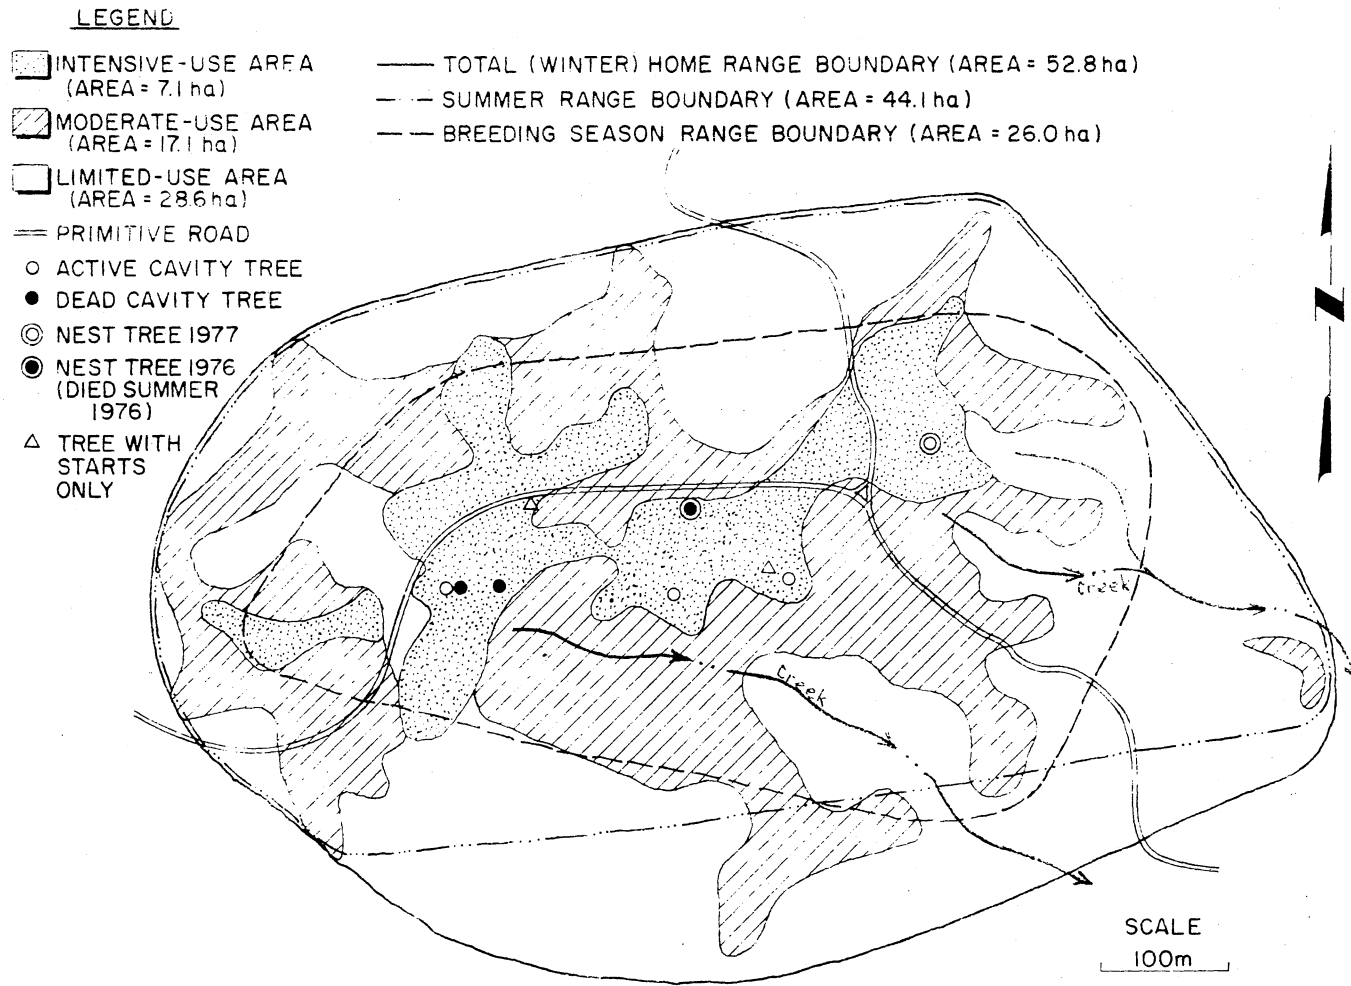 LEGEND
INTENSIVE-USE AREA
(AREA = 7.1 ha)
MODERATE-USE AREA
(AREA = 17.1 ha)
LIMITED-USE AREA
(AREA = 28.6 ha)
PRIMITIVE ROAD
ACTIVE CAVITY TREE
DEAD CAVITY TREE
NEST TREE 1977
NEST TREE 1976
(DIED SUMMER
1976)
TREE WITH
STARTS
ONLY
TOTAL (WINTER) HOME RANGE BOUNDARY (AREA = 52.8 ha)
SUMMER RANGE BOUNDARY (AREA = 44.1 ha)
BREEDING SEASON RANGE BOUNDARY (AREA = 26.0 ha)
N
Creek
Creek
SCALE
100m